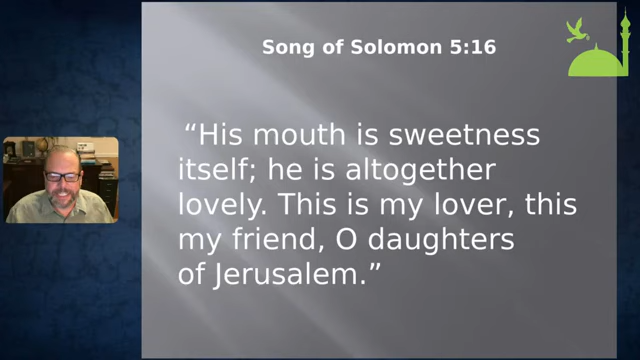 Song of Solomon 5:16
“His mouth is sweetness
itself; he is altogether
lovely. This is my lover, this
my friend, O daughters
of Jerusalem.”